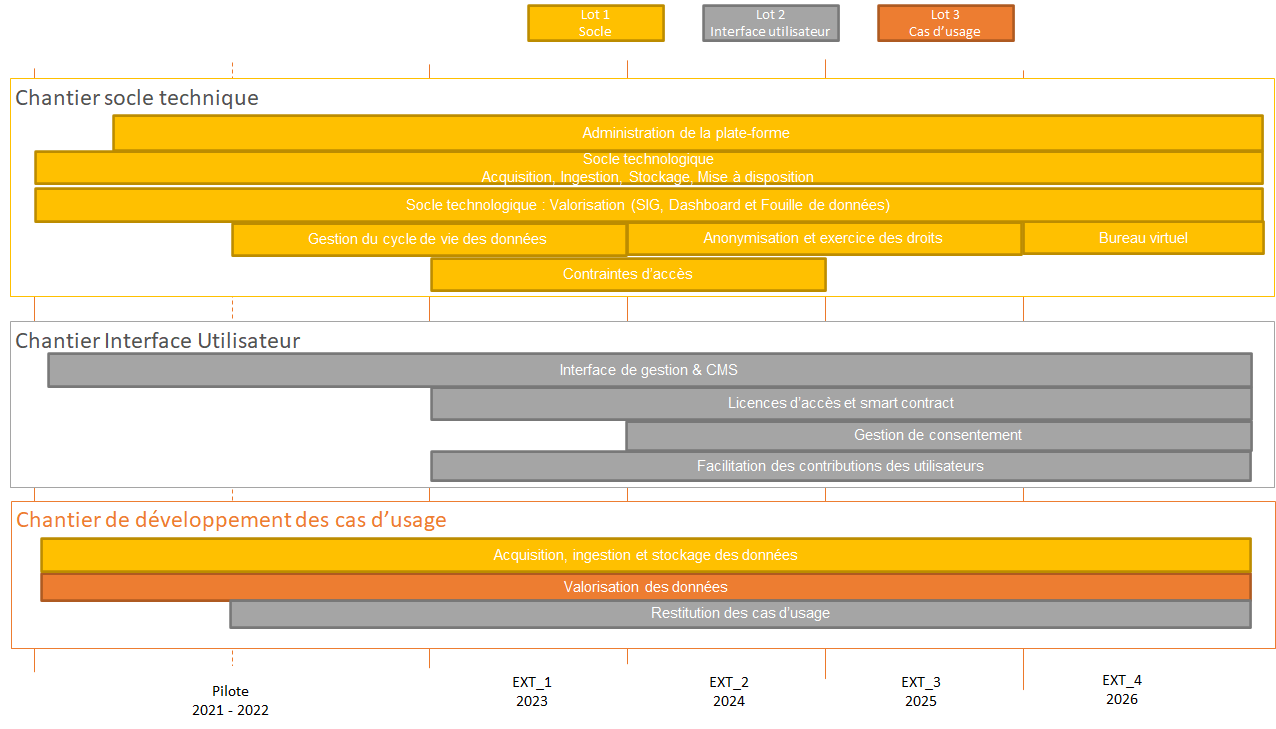 Lot 1
Socle
Lot 2
Interface utilisateur
Lot 3
Cas d’usage
Chantier socle technique
Administration de la plate-forme
Socle technologique
Acquisition, Ingestion, Stockage, Mise à disposition
Socle technologique : Valorisation (SIG, Dashboard et Fouille de données)
Gestion du cycle de vie des données
Anonymisation et exercice des droits
Bureau virtuel
Contraintes d’accès
Chantier Interface Utilisateur
Interface de gestion & CMS
Licences d’accès et smart contract
Gestion de consentement
Facilitation des contributions des utilisateurs
Chantier de développement des cas d’usage
Acquisition, ingestion et stockage des données
Valorisation des données
Restitution des cas d’usage
Pilote
2021 - 2022
EXT_1
2023
EXT_2
2024
EXT_3
2025
EXT_4
2026